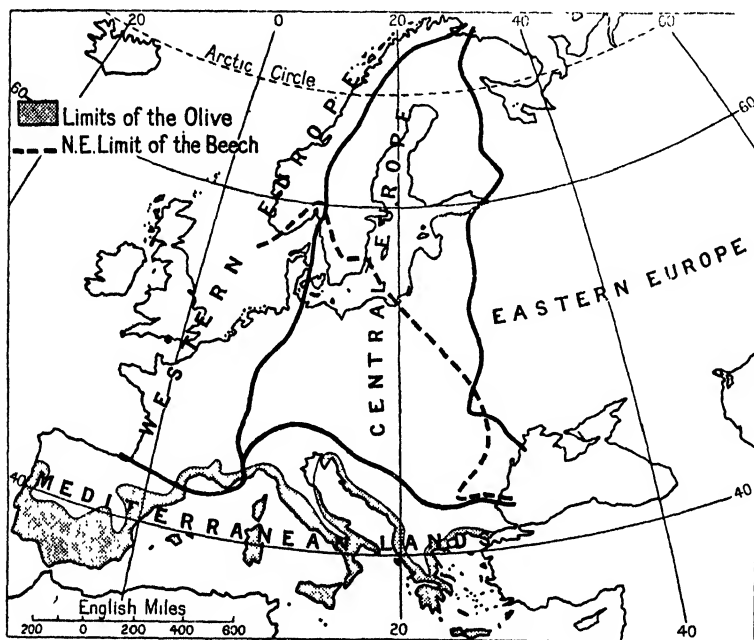 20
0
20
40
60
Arctic Circle
60
60
Limits of the Olive
N.E. Limit of the Beech
WESTERN EUROPE
CENTRAL EUROPE
EASTERN EUROPE
MEDITERRANEAN LANDS
40
40
English Miles
200 0 200 400 600
20
40